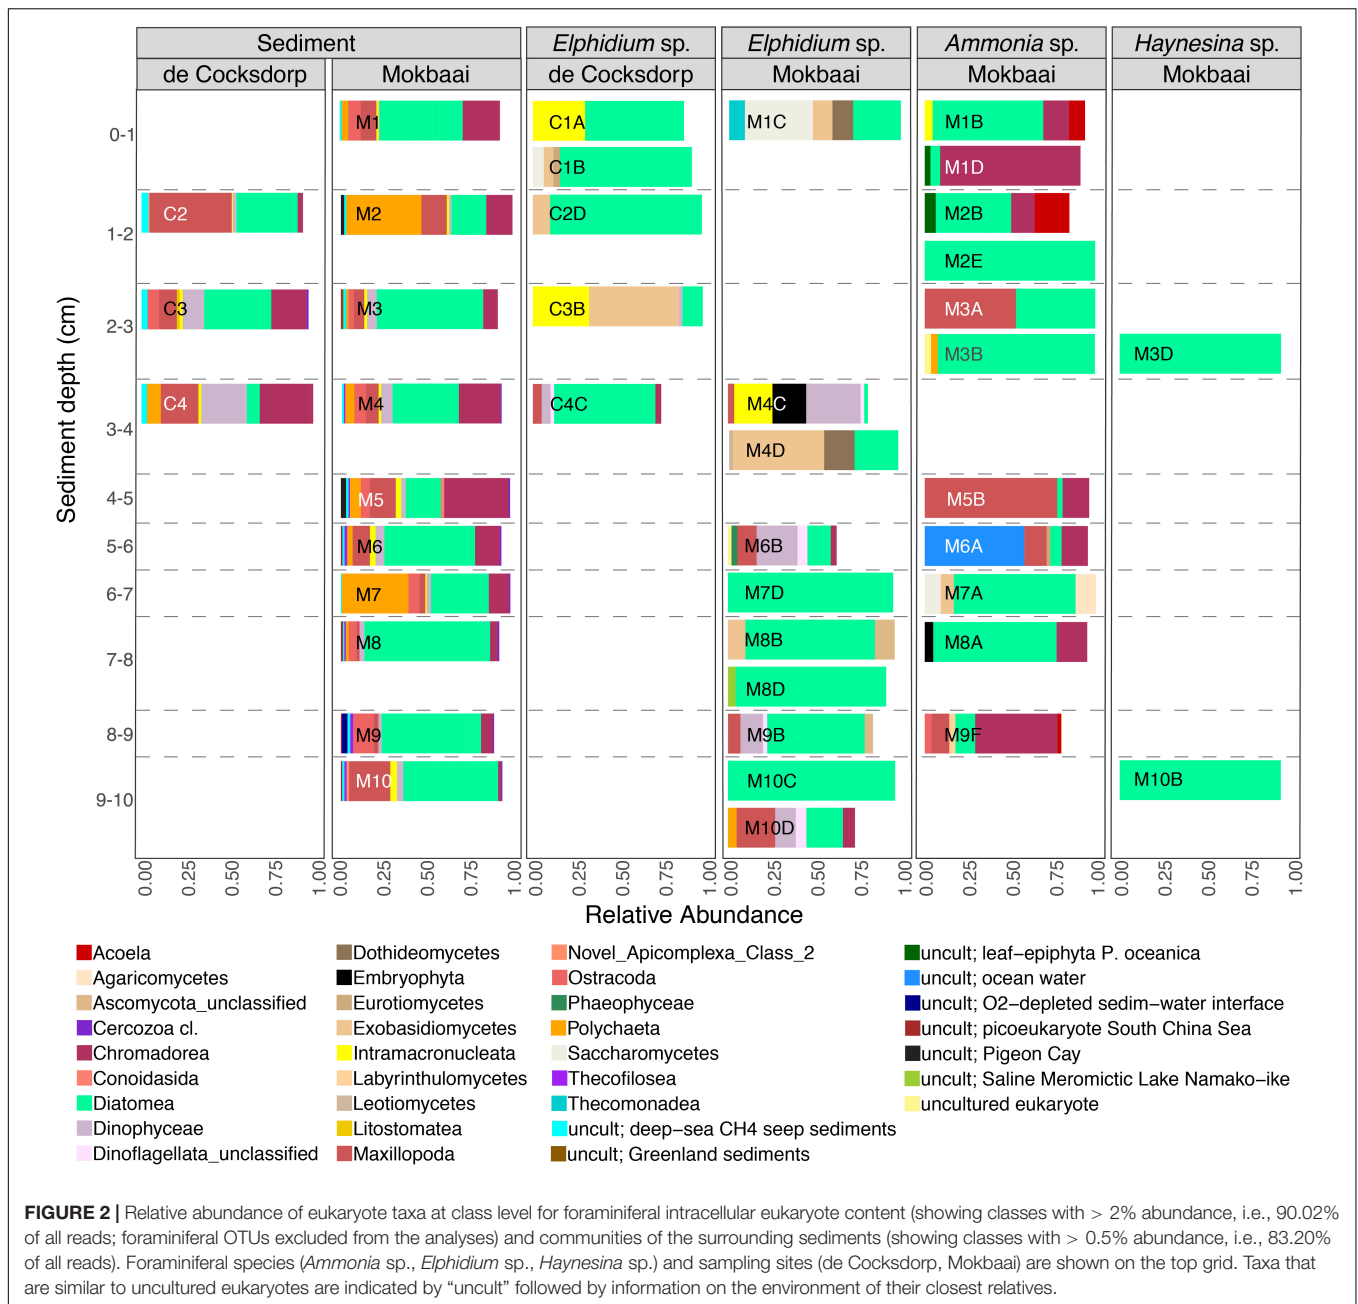 Sediment
Elphidium sp.
Elphidium sp.
Ammonia sp.
Haynesina sp.
de Cocksdorp
Mokbaai
de Cocksdorp
Mokbaai
Mokbaai
Mokbaai
Sediment depth (cm)
0-1
M1
C1A
M1C
M1B
C1B
M1D
1-2
C2
M2
C2D
M2B
M2E
2-3
C3
M3
C3B
M3A
M3B
M3D
3-4
C4
M4
C4C
M4C
M4D
4-5
M5
M5B
5-6
M6
M6B
M6A
6-7
M7
M7D
M7A
7-8
M8
M8B
M8A
M8D
8-9
M9
M9B
M9F
9-10
M10
M10C
M10B
M10D
0.00 0.25 0.50 0.75 1.00
0.00 0.25 0.50 0.75 1.00
0.00 0.25 0.50 0.75 1.00
0.00 0.25 0.50 0.75 1.00
0.00 0.25 0.50 0.75 1.00
0.00 0.25 0.50 0.75 1.00
Relative Abundance
Acoela
Agaricomycetes
Ascomycota_unclassified
Cercozoa cl.
Chromadorea
Conoidasida
Diatomea
Dinophyceae
Dinoflagellata_unclassified
Dothideomycetes
Embryophyta
Eurotiomycetes
Exobasidiomycetes
Intramacronucleata
Labyrinthulomycetes
Leotiomycetes
Litostomatea
Maxillopoda
Novel_Apicomplexa_Class_2
Ostracoda
Phaeophyceae
Polychaeta
Saccharomycetes
Thecofilosea
Thecomonadea
uncult; deep−sea CH4 seep sediments
uncult; Greenland sediments
uncult; leaf−epiphyta P. oceanica
uncult; ocean water
uncult; O2−depleted sedim−water interface
uncult; picoeukaryote South China Sea
uncult; Pigeon Cay
uncult; Saline Meromictic Lake Namako−ike
uncultured eukaryote
FIGURE 2 | Relative abundance of eukaryote taxa at class level for foraminiferal intracellular eukaryote content (showing classes with > 2% abundance, i.e., 90.02%
of all reads; foraminiferal OTUs excluded from the analyses) and communities of the surrounding sediments (showing classes with > 0.5% abundance, i.e., 83.20%
of all reads). Foraminiferal species (Ammonia sp., Elphidium sp., Haynesina sp.) and sampling sites (de Cocksdorp, Mokbaai) are shown on the top grid. Taxa that
are similar to uncultured eukaryotes are indicated by “uncult” followed by information on the environment of their closest relatives.